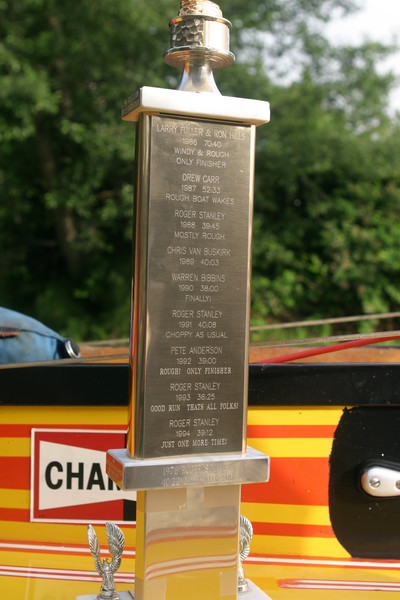 LARRY FULLER & RON HILLS
1986 70:40
WINDY & ROUGH
ONLY FINISHER
DREW CARR
1987 52:33
ROUGH BOAT WAKES
ROGER STANLEY
1988 39:45
MOSTLY ROUGH
CHRIS VAN BUSKIRK
1989 40:03
WARREN BIBBINS
1990 38:00
FINALLY!
ROGER STANLEY
1991 40:08
CHOPPY AS USUAL
PETE ANDERSON
1992 39:00
ROUGH! ONLY FINISHER
ROGER STANLEY
1993 36:25
GOOD RUN THATS ALL FOLKS!
ROGER STANLEY
1994 39:12
JUST ONE MORE TIME!
CHA